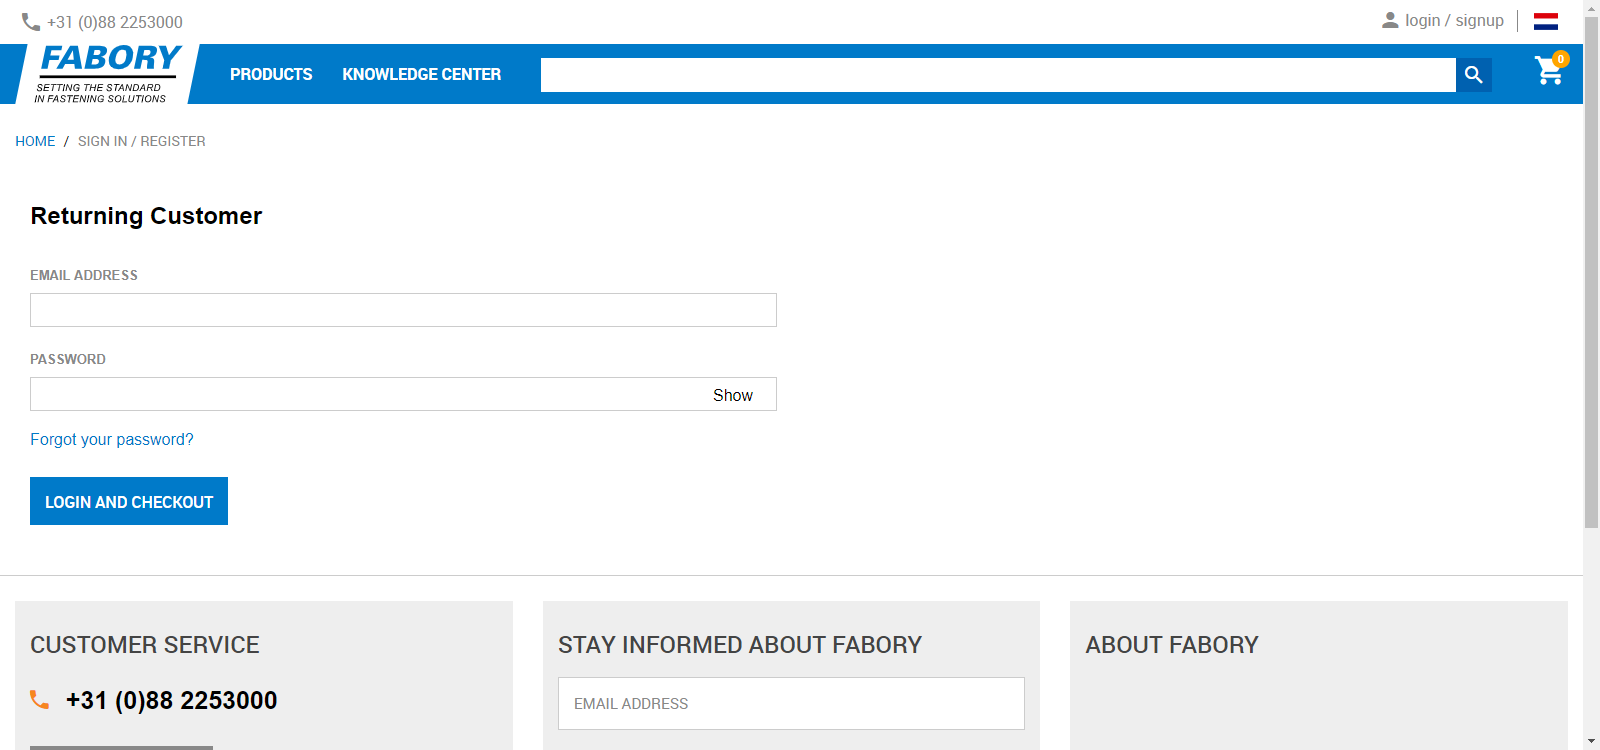 +31 (0)88 2253000
login / signup
FABORY
SETTING THE STANDARD
IN FASTENING SOLUTIONS
PRODUCTS
KNOWLEDGE CENTER
0
HOME / SIGN IN / REGISTER
Returning Customer
EMAIL ADDRESS
PASSWORD
Show
Forgot your password?
LOGIN AND CHECKOUT
CUSTOMER SERVICE
+31 (0)88 2253000
STAY INFORMED ABOUT FABORY
EMAIL ADDRESS
ABOUT FABORY